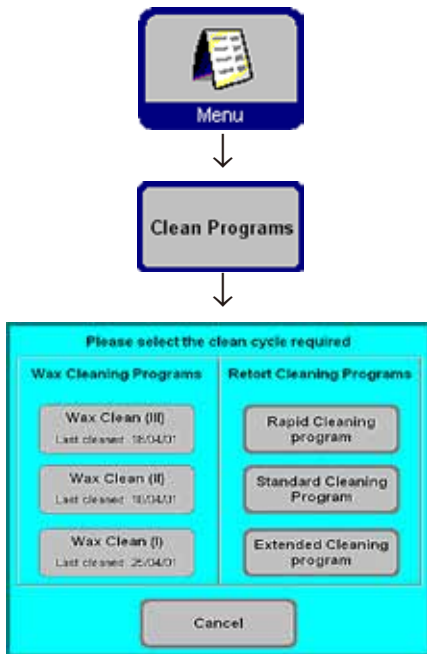 Menu
Clean Programs
Please select the clean cycle required
Wax Cleaning Programs
Wax Clean (III)
Last cleaned 18/04/01
Wax Clean (II)
Last cleaned 18/04/01
Wax Clean (I)
Last cleaned 25/04/01
Retort Cleaning Programs
Rapid Cleaning
program
Standard Cleaning
Program
Extended Cleaning
program
Cancel